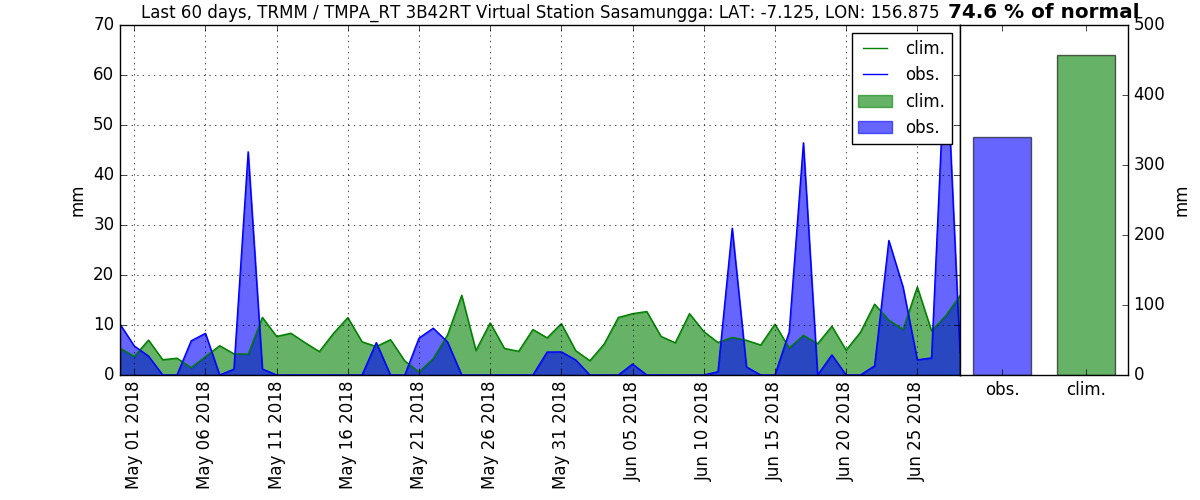 Last 60 days, TRMM / TMPA_RT 3B42RT Virtual Station Sasamungga: LAT: -7.125, LON: 156.875 74.6 % of normal
70
60
50
40
30
20
10
0
mm
clim.
obs.
clim.
obs.
500
400
300
200
100
0
mm
obs. clim.
May 01 2018
May 06 2018
May 11 2018
May 16 2018
May 21 2018
May 26 2018
May 31 2018
Jun 05 2018
Jun 10 2018
Jun 15 2018
Jun 20 2018
Jun 25 2018